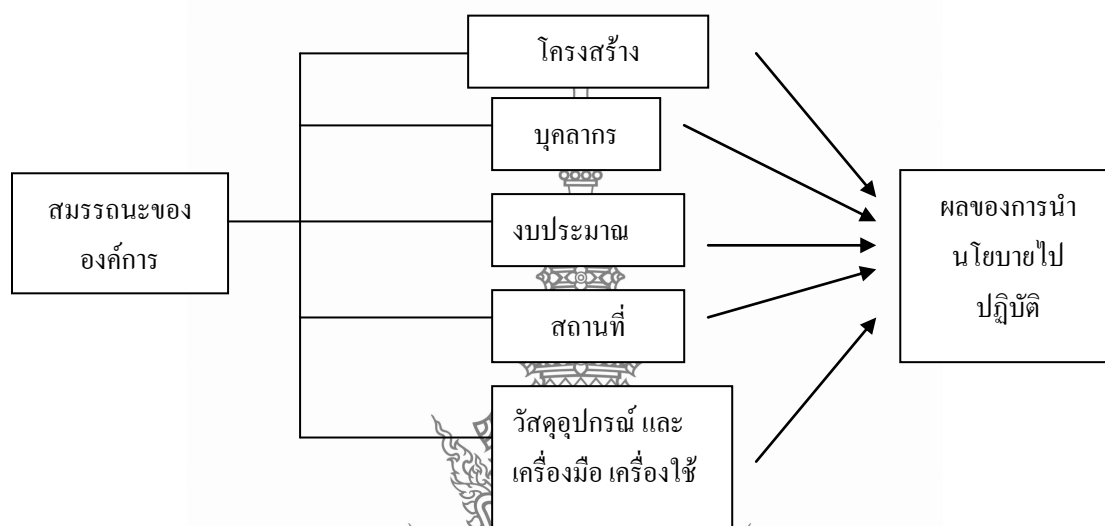 โครงสร้าง
บุคลากร
สมรรถนะของ
องค์การ
งบประมาณ
สถานที่
วัสดุอุปกรณ์ และ
เครื่องมือ เครื่องใช้
ผลของการนำ
นโยบายไป
ปฏิบัติ